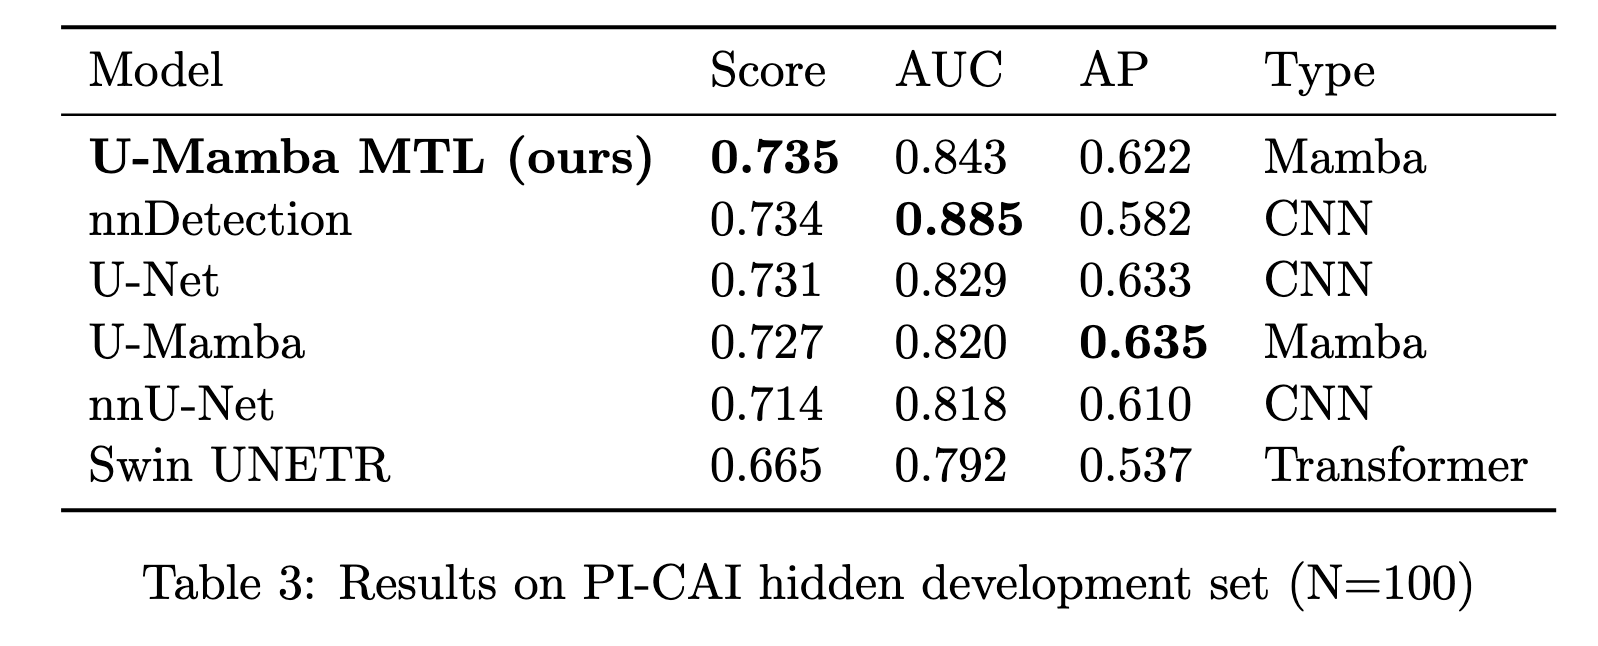 Model Score AUC AP Type
U-Mamba MTL (ours) 0.735 0.843 0.622 Mamba
nnDetection 0.734 0.885 0.582 CNN
U-Net 0.731 0.829 0.633 CNN
U-Mamba 0.727 0.820 0.635 Mamba
nnU-Net 0.714 0.818 0.610 CNN
Swin UNETR 0.665 0.792 0.537 Transformer
Table 3: Results on PI-CAI hidden development set (N=100)